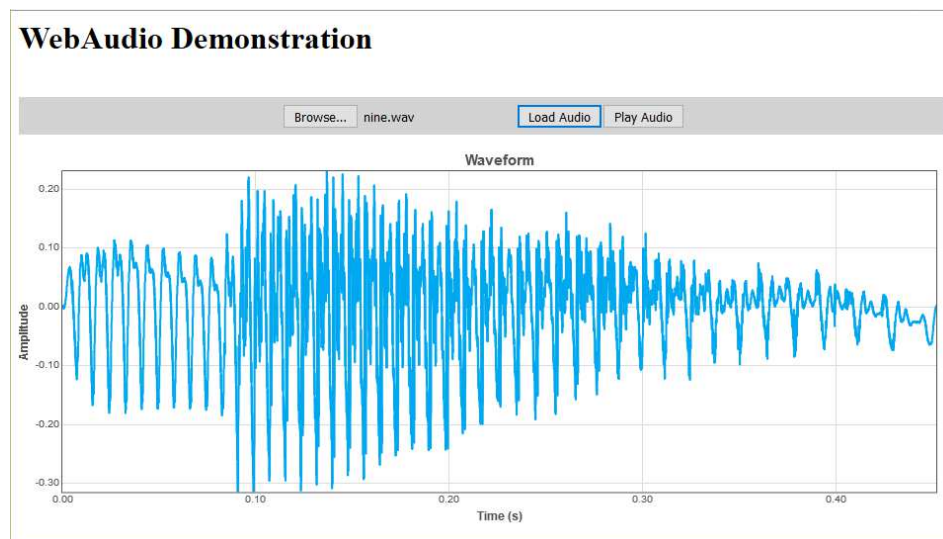 WebAudio Demonstration
Browse... nine.wav Load Audio Play Audio
Waveform
0.20
0.10
0.00
-0.10
-0.20
-0.30
Amplitude
0.00 0.10 0.20 0.30 0.40
Time (s)